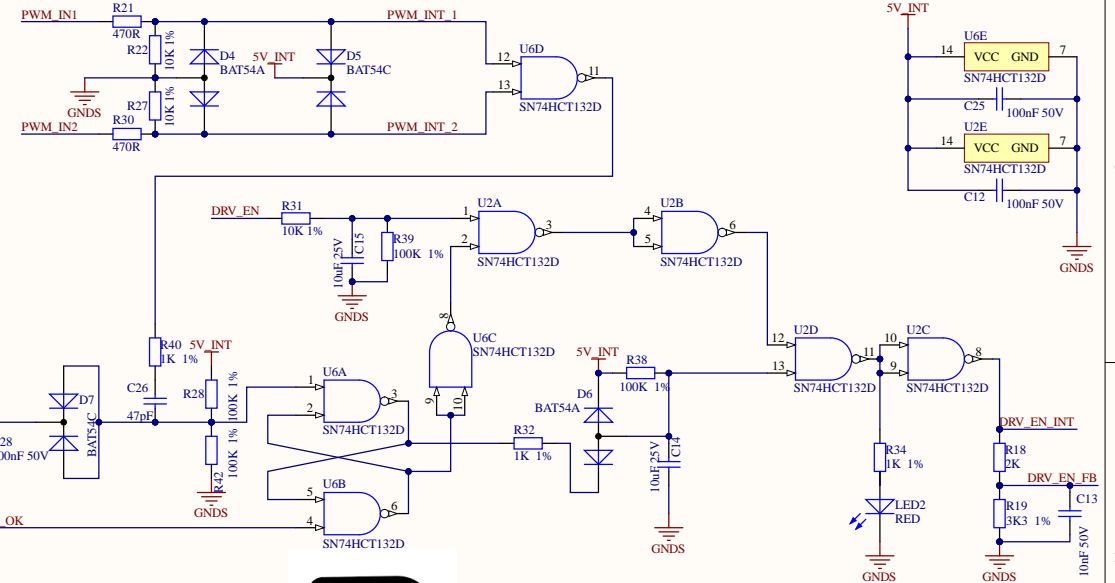 PWM_IN1
R21
470R
PWM_INT_1
R22
10K 1%
D4
BAT54A
5V_INT
D5
BAT54C
GNDS
R27
10K 1%
PWM_IN2
R30
470R
PWM_INT_2
U6D
12
13
11
SN74HCT132D
5V_INT
U6E
14
VCC GND
7
SN74HCT132D
C25
100nF 50V
U2E
14
VCC GND
7
SN74HCT132D
C12
100nF 50V
GNDS
DRV_EN
R31
10K 1%
10uF 25V
C15
R39
100K 1%
GNDS
U2A
1
2
3
SN74HCT132D
U2B
4
5
6
SN74HCT132D
8
U6C
SN74HCT132D
9
10
R40
1K 1%
C26
47pF
5V_INT
R28
100K 1%
R42
100K 1%
GNDS
D7
BAT54C
28
00nF 50V
_OK
U6A
1
2
3
SN74HCT132D
U6B
5
4
6
SN74HCT132D
R32
1K 1%
5V_INT
D6
BAT54A
R38
100K 1%
10uF 25V
C14
GNDS
U2D
12
13
11
SN74HCT132D
U2C
10
9
8
SN74HCT132D
R34
1K 1%
LED2
RED
GNDS
DRV_EN_INT
R18
2K
DRV_EN_FB
R19
3K3 1%
C13
10nF 50V
GNDS